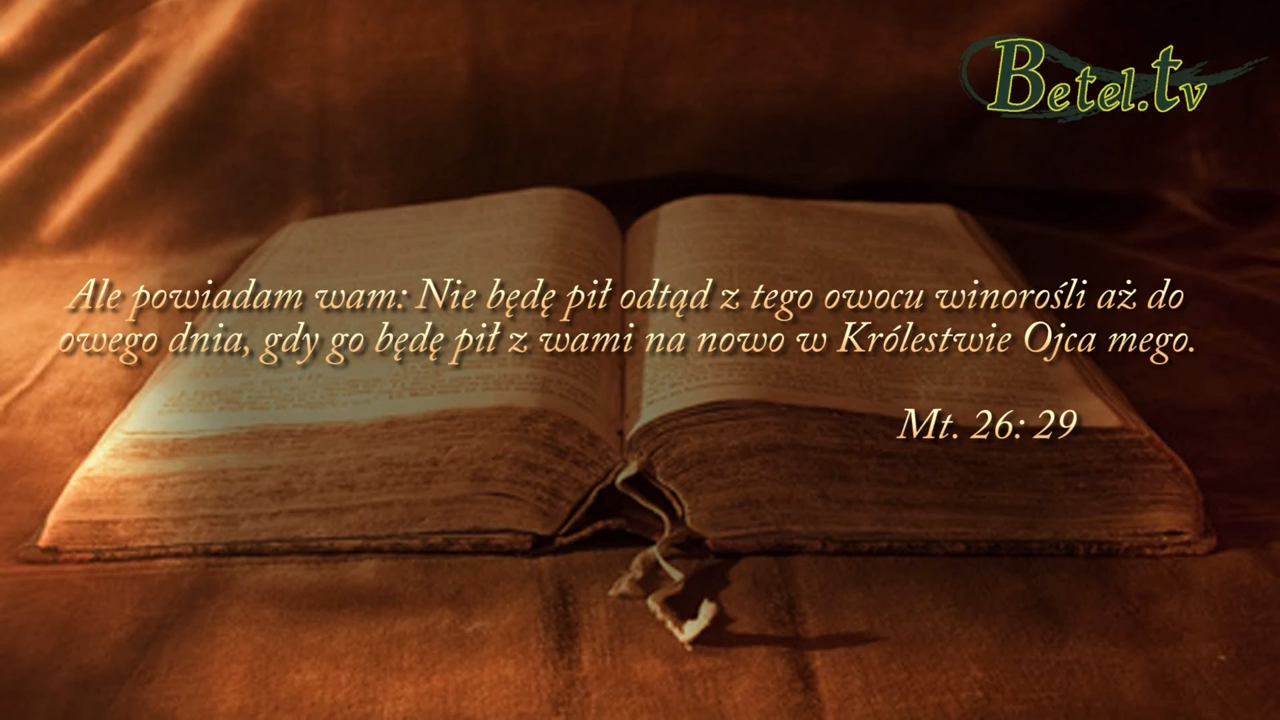 Betel.tv
Ale powiadam wam: Nie będę pił odtąd z tego owocu winorośli aż do
owego dnia, gdy go będę pił z wami na nowo w Królestwie Ojca mego.
Mt. 26: 29